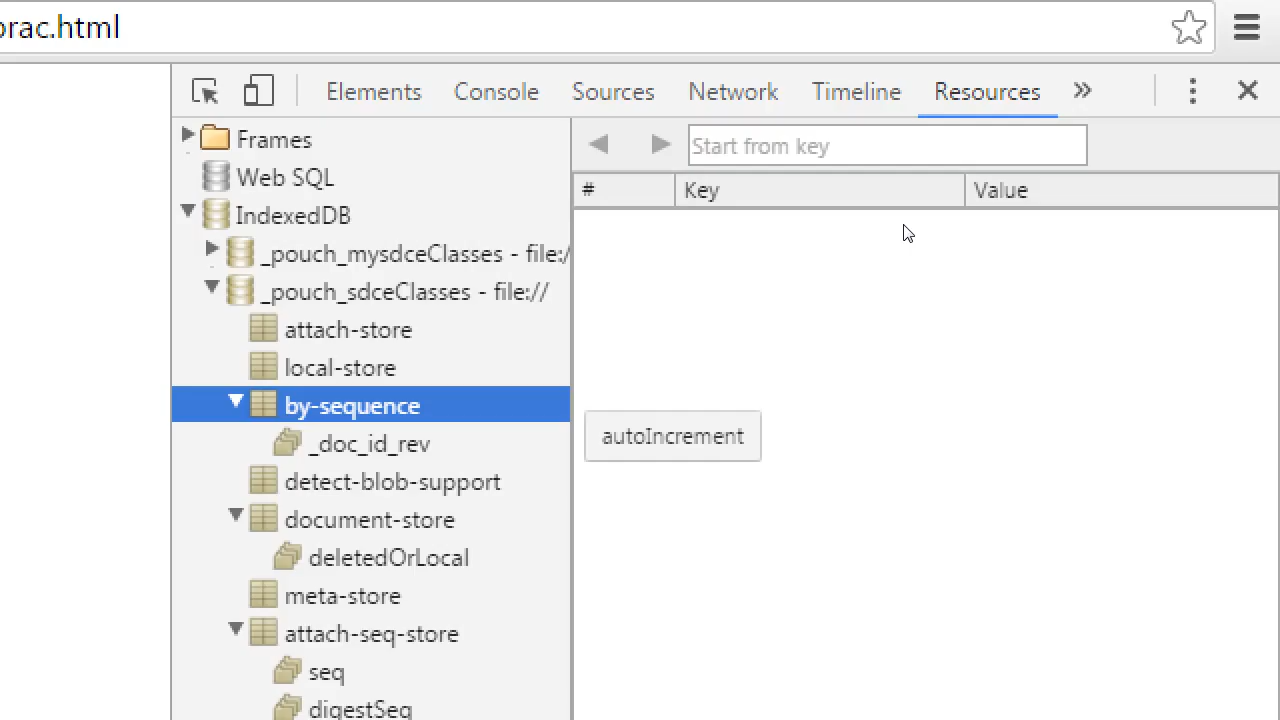 orac.html
Elements Console Sources Network Timeline Resources »
Frames
Web SQL
IndexedDB
_pouch_mysdceClasses - file:/
_pouch_sdceClasses - file://
attach-store
local-store
by-sequence
_doc_id_rev
detect-blob-support
document-store
deletedOrLocal
meta-store
attach-seq-store
seq
digestSeq
Start from key
# Key Value
autoIncrement